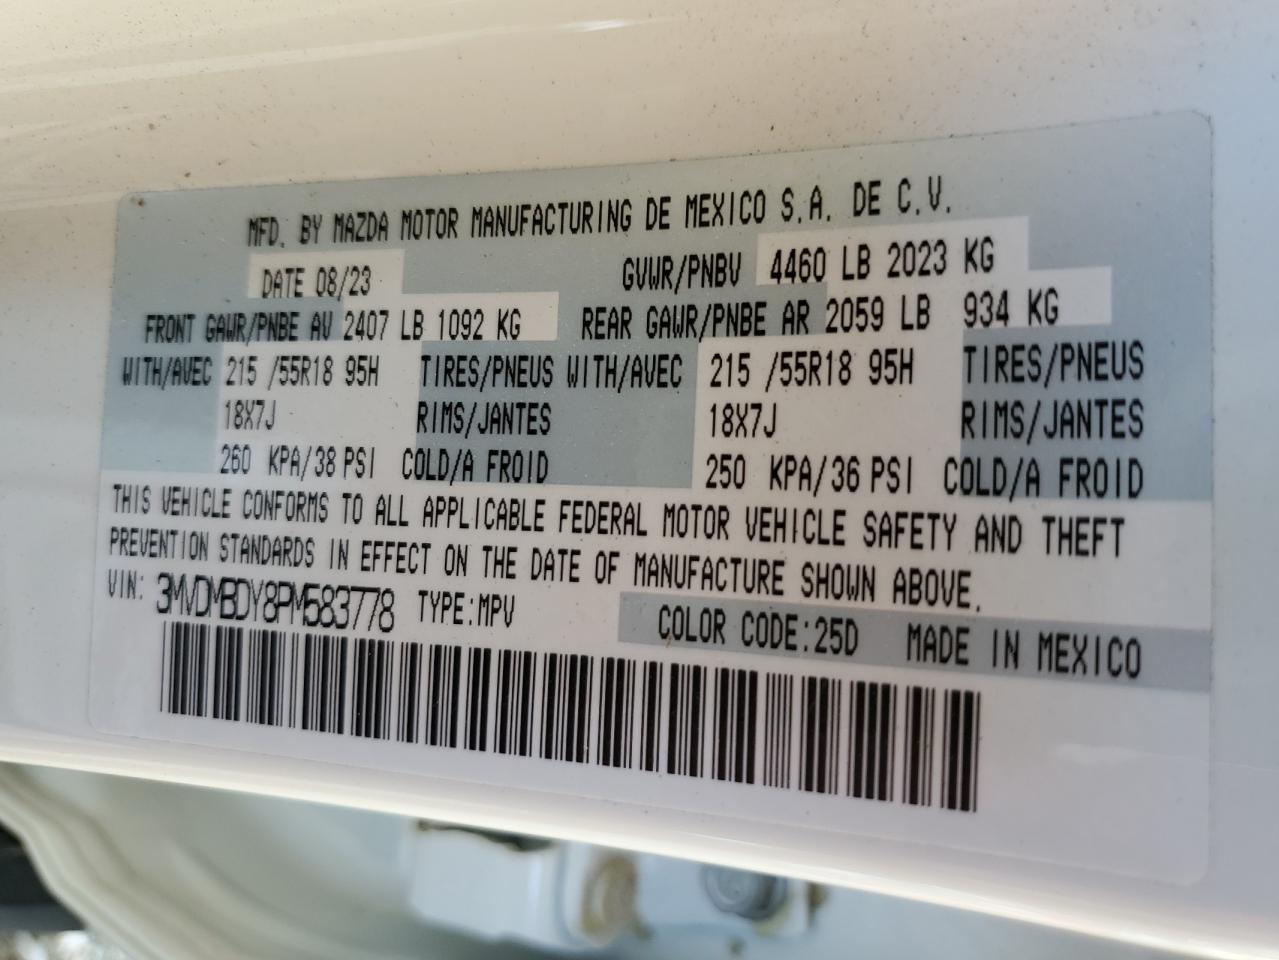 MFD. BY MAZDA MOTOR MANUFACTURING DE MEXICO S.A. DE C.V.
DATE 08/23 GVWR/PNBV 4460 LB 2023 KG
FRONT GAWR/PNBE AV 2407 LB 1092 KG REAR GAWR/PNBE AR 2059 LB 934 KG
WITH/AVEC 215 /55R18 95H TIRES/PNEUS WITH/AVEC 215 /55R18 95H TIRES/PNEUS
18X7J RIMS/JANTES 18X7J RIMS/JANTES
260 KPA/38 PSI COLD/A FROID 250 KPA/36 PSI COLD/A FROID
THIS VEHICLE CONFORMS TO ALL APPLICABLE FEDERAL MOTOR VEHICLE SAFETY AND THEFT
PREVENTION STANDARDS IN EFFECT ON THE DATE OF MANUFACTURE SHOWN ABOVE.
VIN: 3MVDMBDY8PM583778 TYPE:MPV COLOR CODE:25D MADE IN MEXICO